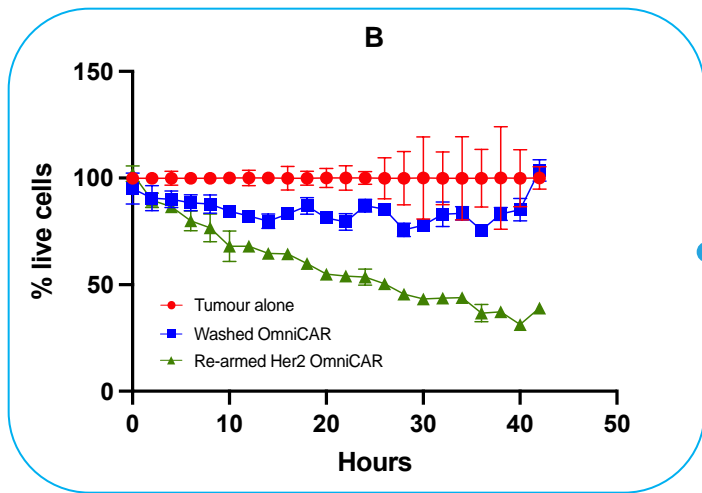 B
150
100
50
0
% live cells
Tumour alone
Washed OmniCAR
Re-armed Her2 OmniCAR
0 10 20 30 40 50
Hours